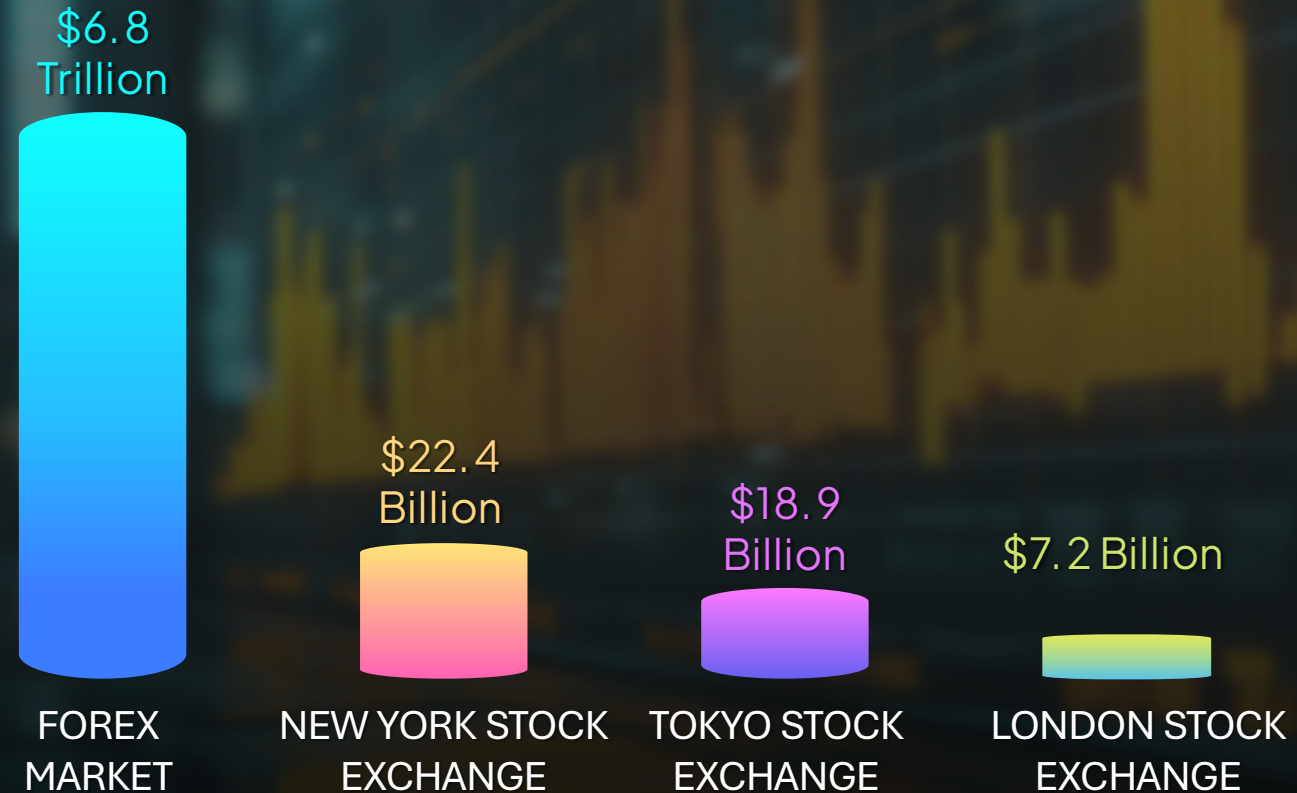 $6.8
Trillion
$22.4
Billion
$18.9
Billion
$7.2 Billion
FOREX
MARKET
NEW YORK STOCK
EXCHANGE
TOKYO STOCK
EXCHANGE
LONDON STOCK
EXCHANGE